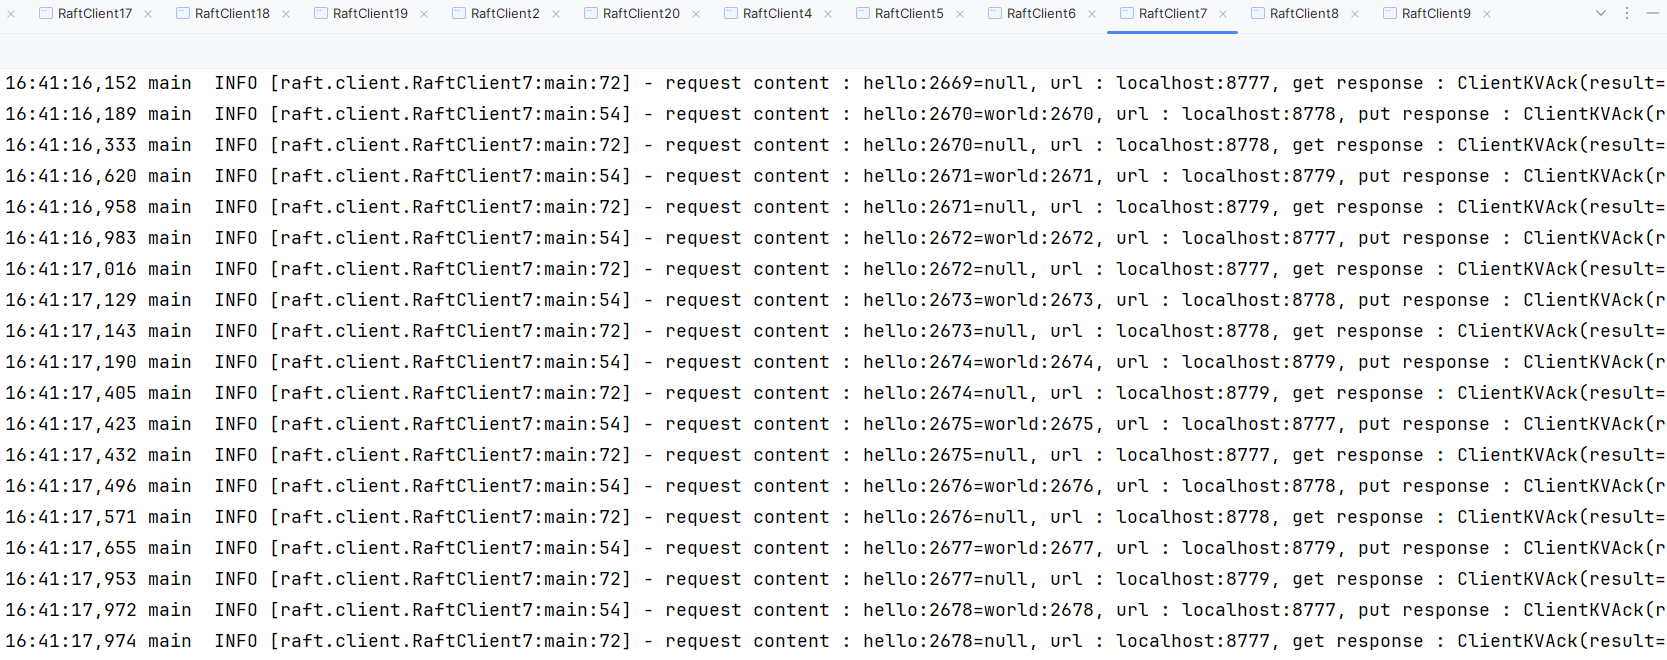 RaftClient17 RaftClient18 RaftClient19 RaftClient2 RaftClient20 RaftClient4 RaftClient5 RaftClient6 RaftClient7 RaftClient8 RaftClient9
16:41:16,152 main  INFO [raft.client.RaftClient7:main:72] - request content : hello:2669=null, url : localhost:8777, get response : ClientKVAck(result=
16:41:16,189 main  INFO [raft.client.RaftClient7:main:54] - request content : hello:2670=world:2670, url : localhost:8778, put response : ClientKVAck(r
16:41:16,333 main  INFO [raft.client.RaftClient7:main:72] - request content : hello:2670=null, url : localhost:8778, get response : ClientKVAck(result=
16:41:16,620 main  INFO [raft.client.RaftClient7:main:54] - request content : hello:2671=world:2671, url : localhost:8779, put response : ClientKVAck(r
16:41:16,958 main  INFO [raft.client.RaftClient7:main:72] - request content : hello:2671=null, url : localhost:8779, get response : ClientKVAck(result=
16:41:16,983 main  INFO [raft.client.RaftClient7:main:54] - request content : hello:2672=world:2672, url : localhost:8777, put response : ClientKVAck(r
16:41:17,016 main  INFO [raft.client.RaftClient7:main:72] - request content : hello:2672=null, url : localhost:8777, get response : ClientKVAck(result=
16:41:17,129 main  INFO [raft.client.RaftClient7:main:54] - request content : hello:2673=world:2673, url : localhost:8778, put response : ClientKVAck(r
16:41:17,143 main  INFO [raft.client.RaftClient7:main:72] - request content : hello:2673=null, url : localhost:8778, get response : ClientKVAck(result=
16:41:17,190 main  INFO [raft.client.RaftClient7:main:54] - request content : hello:2674=world:2674, url : localhost:8779, put response : ClientKVAck(r
16:41:17,405 main  INFO [raft.client.RaftClient7:main:72] - request content : hello:2674=null, url : localhost:8779, get response : ClientKVAck(result=
16:41:17,423 main  INFO [raft.client.RaftClient7:main:54] - request content : hello:2675=world:2675, url : localhost:8777, put response : ClientKVAck(r
16:41:17,432 main  INFO [raft.client.RaftClient7:main:72] - request content : hello:2675=null, url : localhost:8777, get response : ClientKVAck(result=
16:41:17,496 main  INFO [raft.client.RaftClient7:main:54] - request content : hello:2676=world:2676, url : localhost:8778, put response : ClientKVAck(r
16:41:17,571 main  INFO [raft.client.RaftClient7:main:72] - request content : hello:2676=null, url : localhost:8778, get response : ClientKVAck(result=
16:41:17,655 main  INFO [raft.client.RaftClient7:main:54] - request content : hello:2677=world:2677, url : localhost:8779, put response : ClientKVAck(r
16:41:17,953 main  INFO [raft.client.RaftClient7:main:72] - request content : hello:2677=null, url : localhost:8779, get response : ClientKVAck(result=
16:41:17,972 main  INFO [raft.client.RaftClient7:main:54] - request content : hello:2678=world:2678, url : localhost:8777, put response : ClientKVAck(r
16:41:17,974 main  INFO [raft.client.RaftClient7:main:72] - request content : hello:2678=null, url : localhost:8777, get response : ClientKVAck(result=